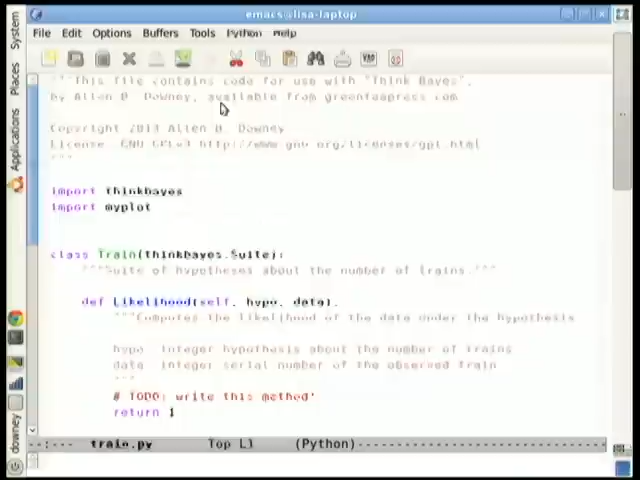 emacs@lisa-laptop
File Edit Options Buffers Tools Python Help
System
Places
Applications
downey
"""This file contains code for use with "Think Bayes",
by Allen B. Downey, available from greenteapress.com
Copyright 2013 Allen B. Downey
License: GNU GPLv3 http://www.gnu.org/licenses/gpl.html
"""
import thinkbayes
import myplot
class Train(thinkbayes.Suite):
"""Suite of hypotheses about the number of trains."""
def Likelihood(self, hypo, data):
"""Computes the likelihood of the data under the hypothesis
hypo: integer hypothesis about the number of trains
data: integer serial number of the observed train
"""
# TODO: write this method!
return 1
--:--- train.py Top L1 (Python)